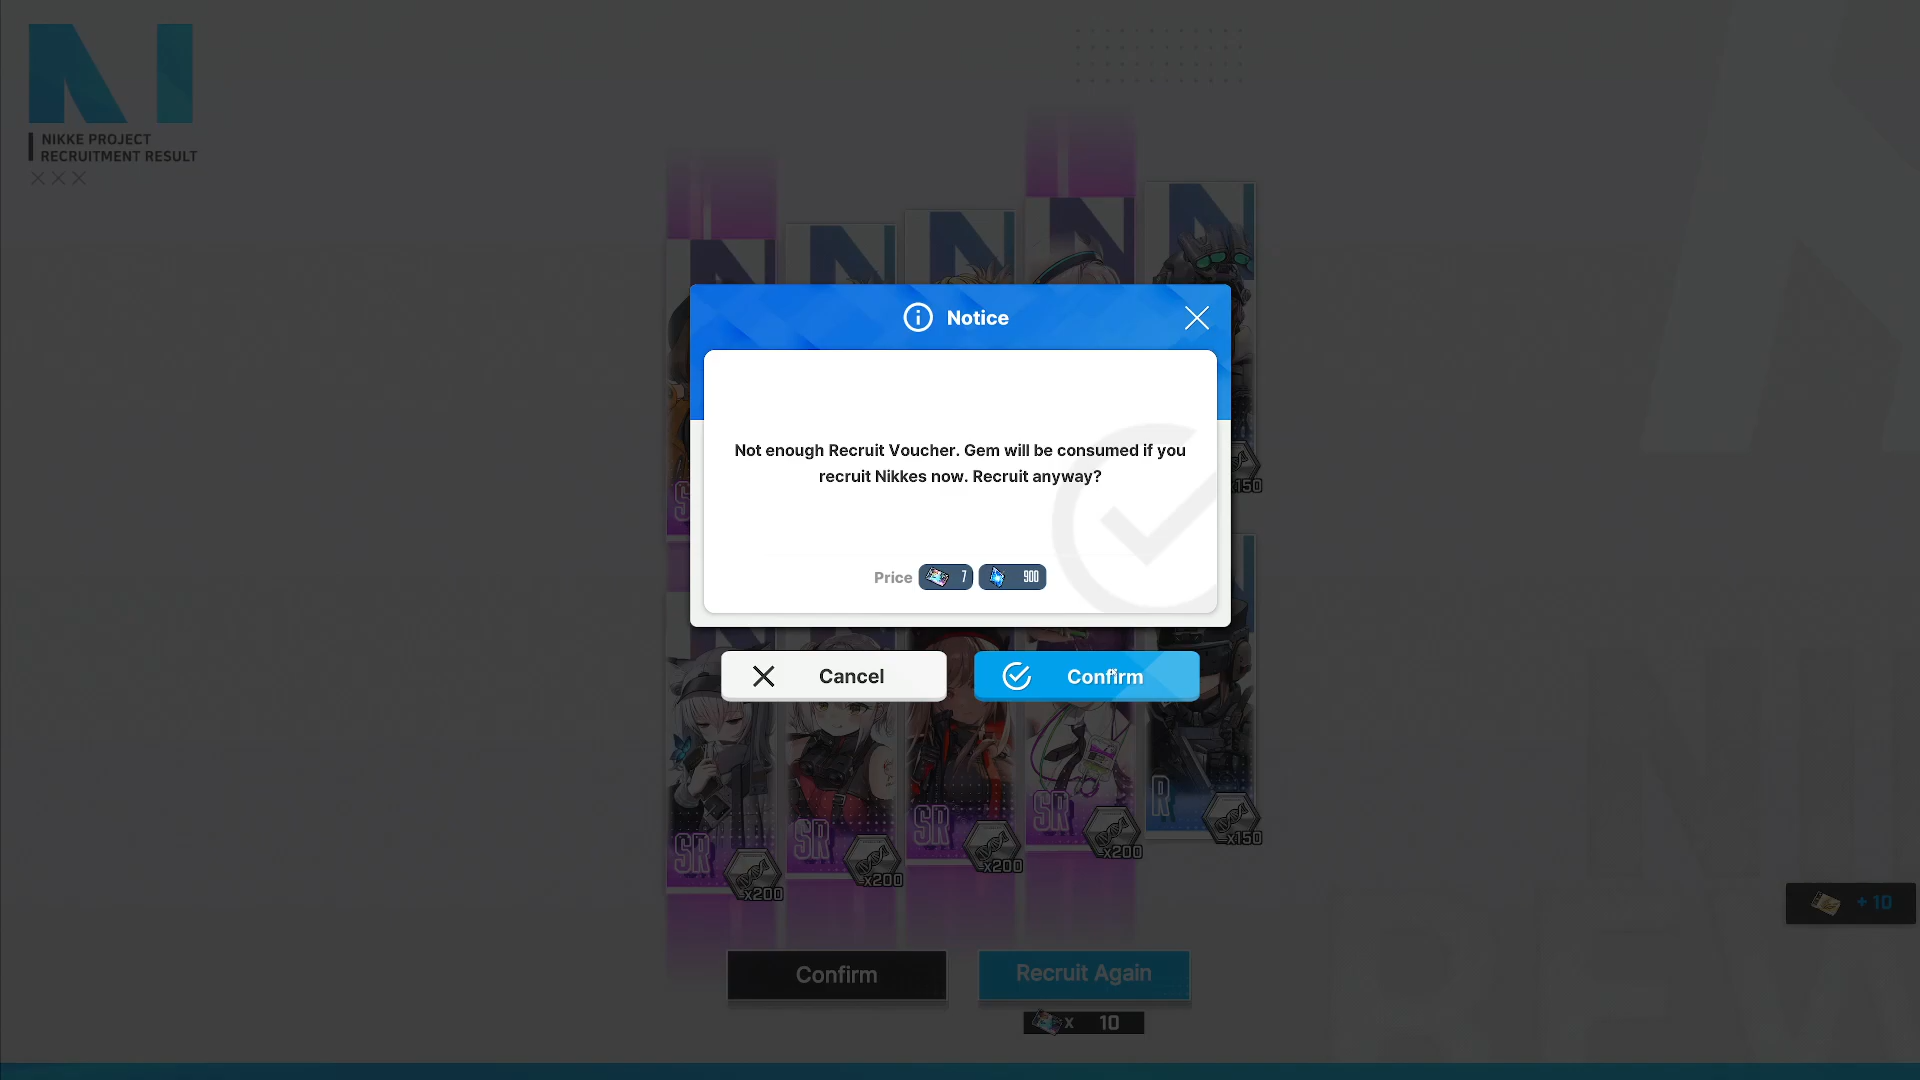 NIKKE PROJECT
RECRUITMENT RESULT
Notice
Not enough Recruit Voucher. Gem will be consumed if you
recruit Nikkes now. Recruit anyway?
Price 7 900
Cancel
Confirm
x150
SR
SR
SR
SR
R
x200
x200
x200
x200
x150
+ 10
Confirm
Recruit Again
x 10